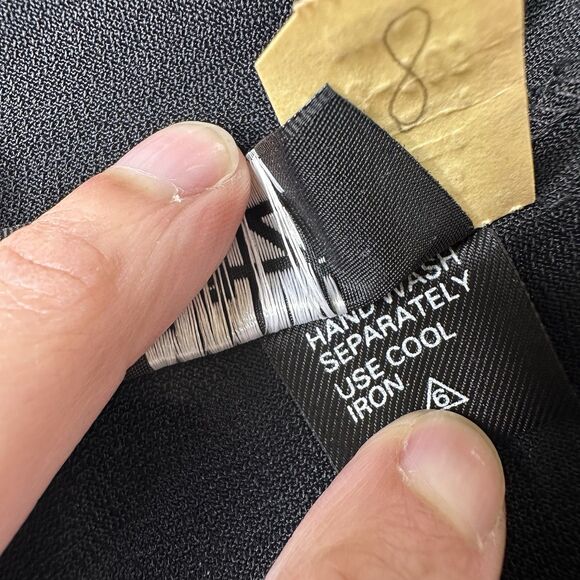 8
HAND WASH
SEPARATELY
USE COOL
IRON
6